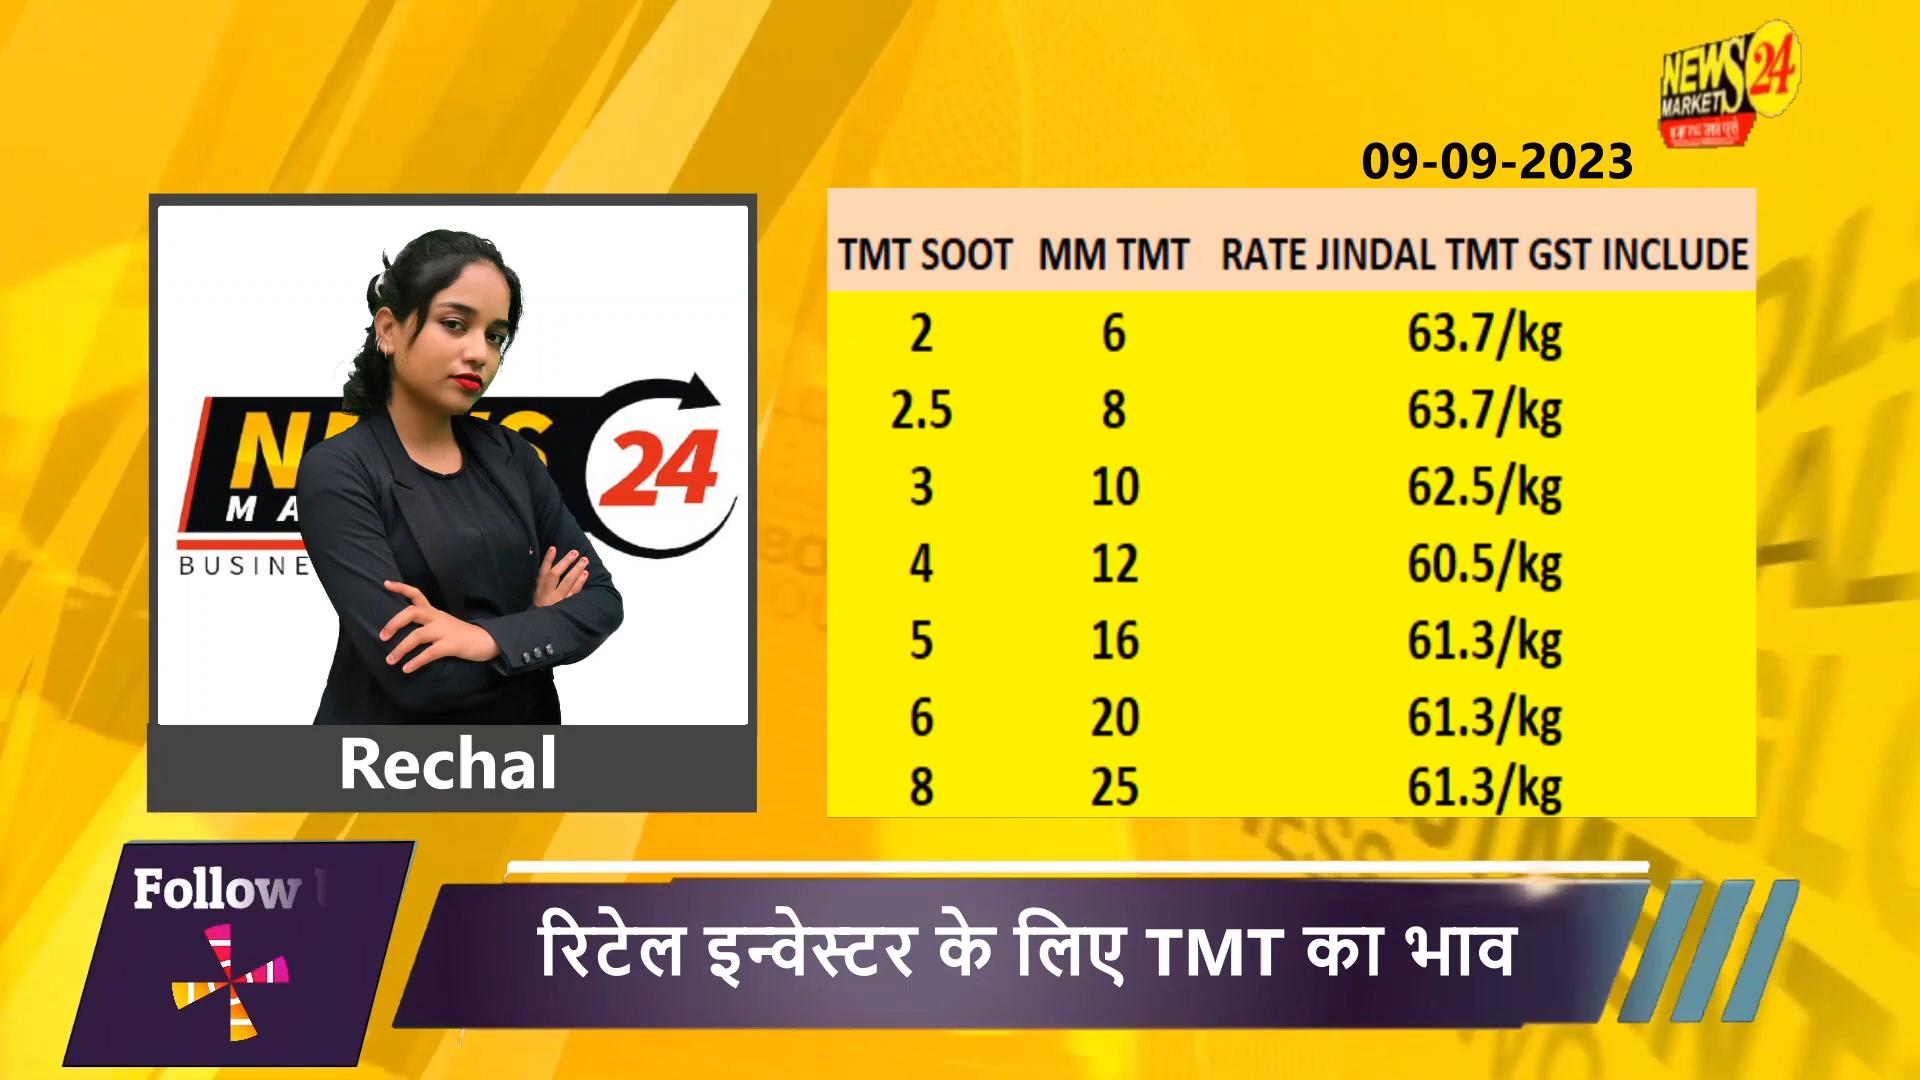 NEWS 24
MARKET
09-09-2023
TMT SOOT MM TMT RATE JINDAL TMT GST INCLUDE
2 6 63.7/kg
2.5 8 63.7/kg
3 10 62.5/kg
4 12 60.5/kg
5 16 61.3/kg
6 20 61.3/kg
8 25 61.3/kg
24
BUSINE
Rechal
Follow
रिटेल इन्वेस्टर के लिए TMT का भाव